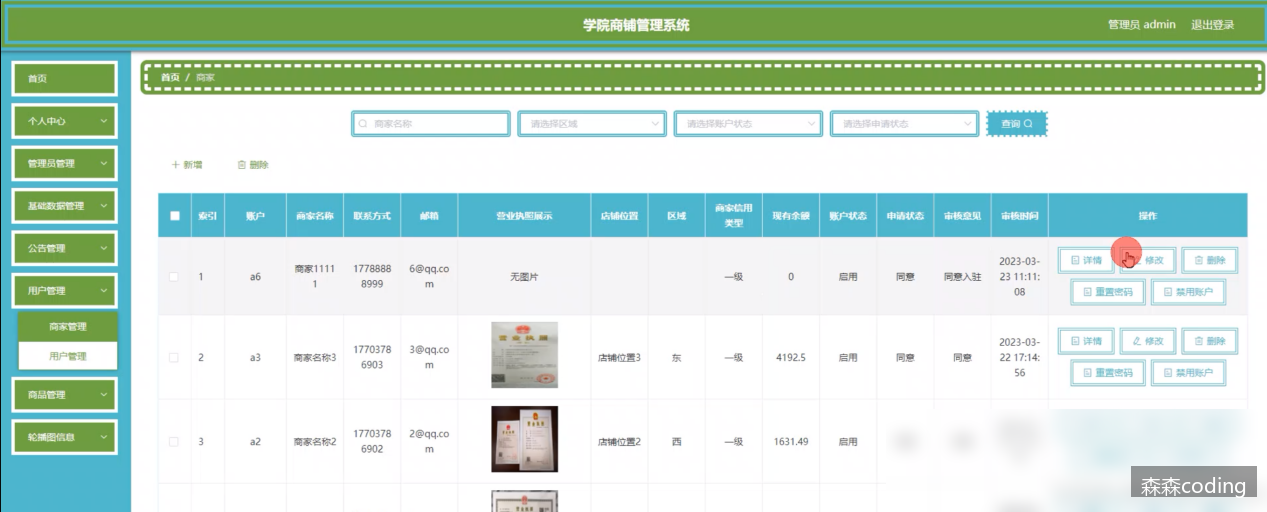 学院商铺管理系统
管理员 admin 退出登录
首页
个人中心
管理员管理
基础数据管理
公告管理
用户管理
商家管理
用户管理
商品管理
轮播图信息
首页 / 商家
商家名称 请选择区域 请选择账户状态 请选择申请状态 查询
新增 删除
索引 账户 商家名称 联系方式 邮箱 营业执照展示 店铺位置 区域 商家信用类型 现有余额 账户状态 申请状态 审核意见 审核时间 操作
1 a6 商家11111 17788888999 6@qq.com 无图片 一级 0 启用 同意 同意入驻 2023-03-23 11:11:08 详情 修改 删除
重置密码 禁用账户
2 a3 商家名称3 17703786903 3@qq.com 店铺位置3 东 一级 4192.5 启用 同意 同意 2023-03-22 17:14:56 详情 修改 删除
重置密码 禁用账户
3 a2 商家名称2 17703786902 2@qq.com 店铺位置2 西 一级 1631.49 启用
森森coding